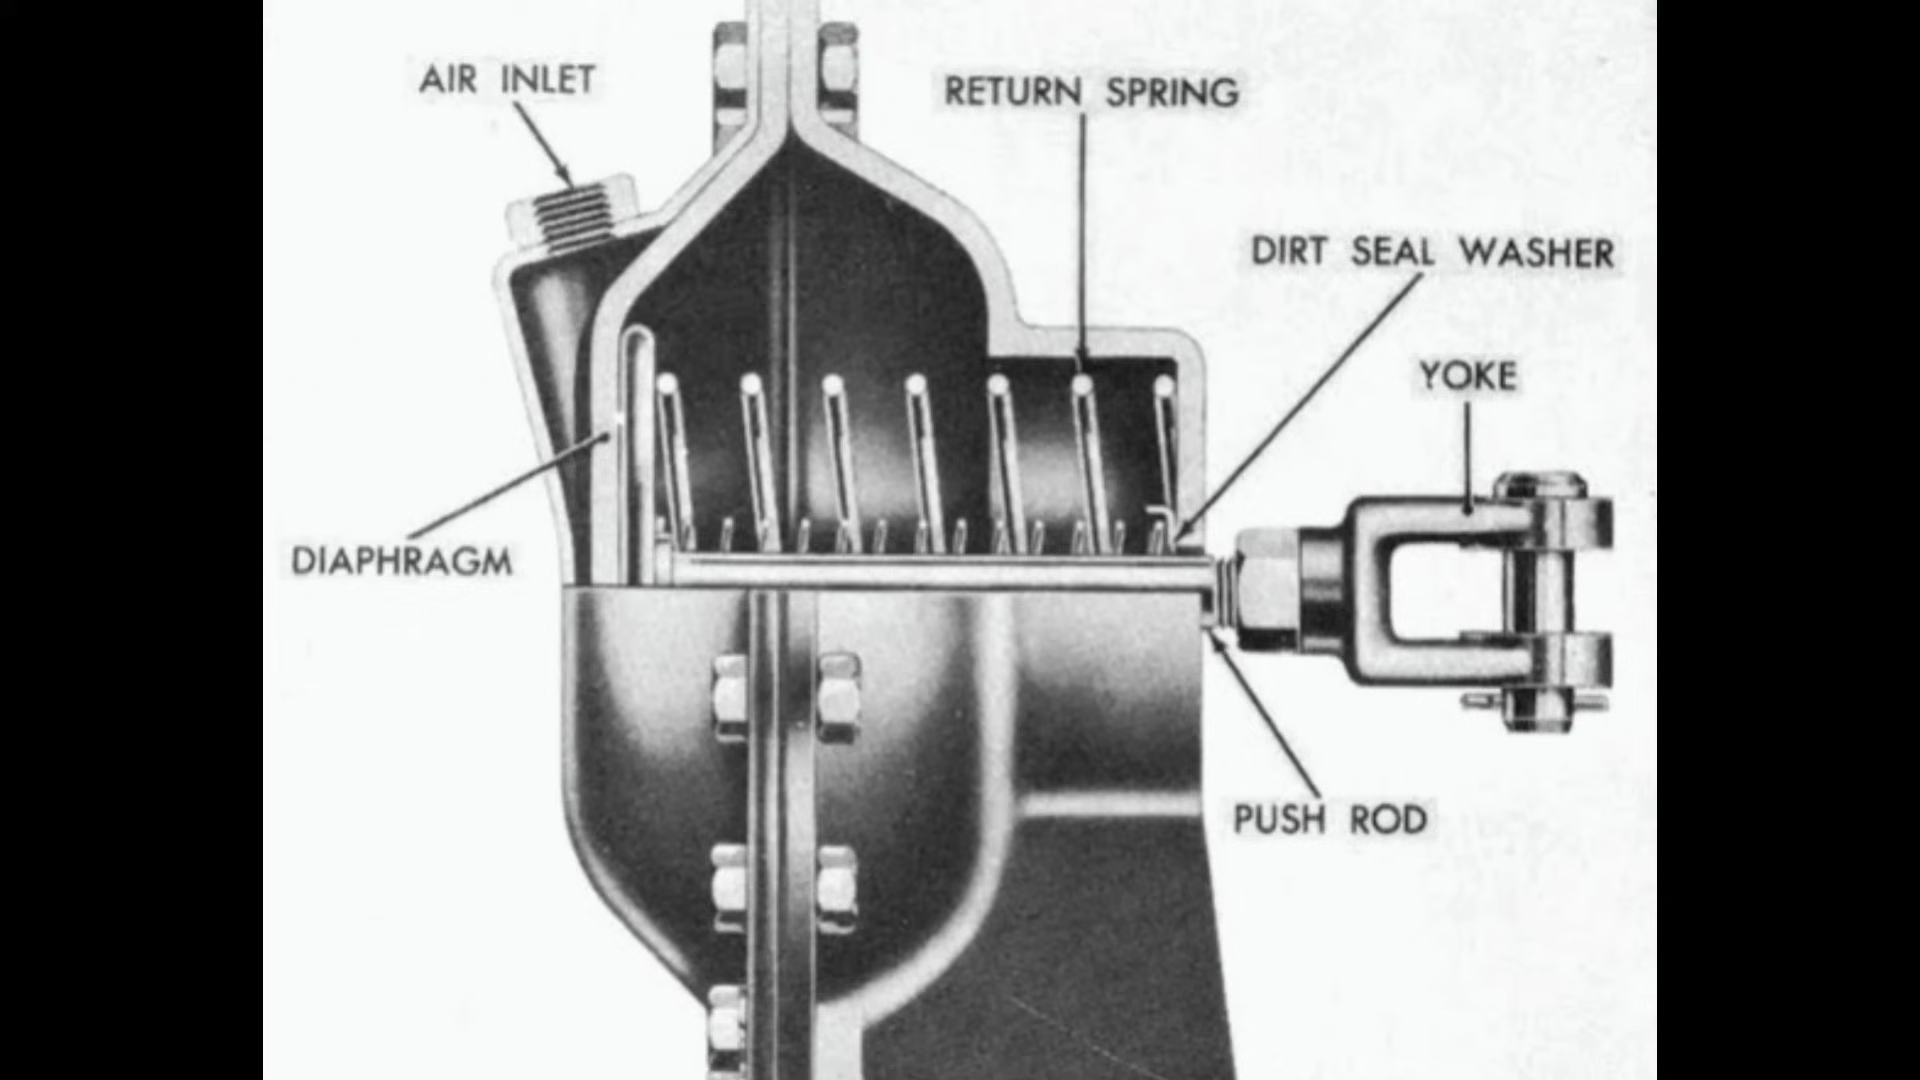 AIR INLET
RETURN SPRING
DIRT SEAL WASHER
YOKE
DIAPHRAGM
PUSH ROD